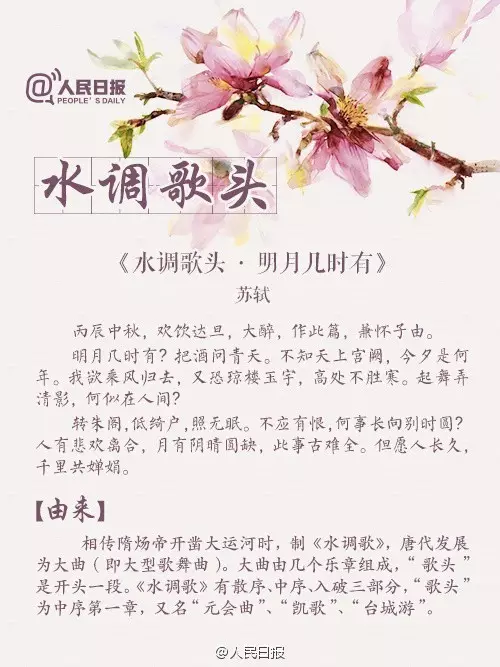 @人民日报
PEOPLE'S DAILY
水调歌头
《水调歌头·明月几时有》
苏轼
丙辰中秋，欢饮达旦，大醉，作此篇，兼怀子由。
明月几时有？把酒问青天。不知天上宫阙，今夕是何
年。我欲乘风归去，又恐琼楼玉宇，高处不胜寒。起舞弄
清影，何似在人间？
转朱阁，低绮户，照无眠。不应有恨，何事长向别时圆？
人有悲欢离合，月有阴晴圆缺，此事古难全。但愿人长久，
千里共婵娟。
【由来】
相传隋炀帝开凿大运河时，制《水调歌》，唐代发展
为大曲（即大型歌舞曲）。大曲由几个乐章组成，“歌头”
是开头一段。《水调歌》有散序、中序、入破三部分，“歌头”
为中序第一章，又名“元会曲”、“凯歌”、“台城游”。
@人民日报